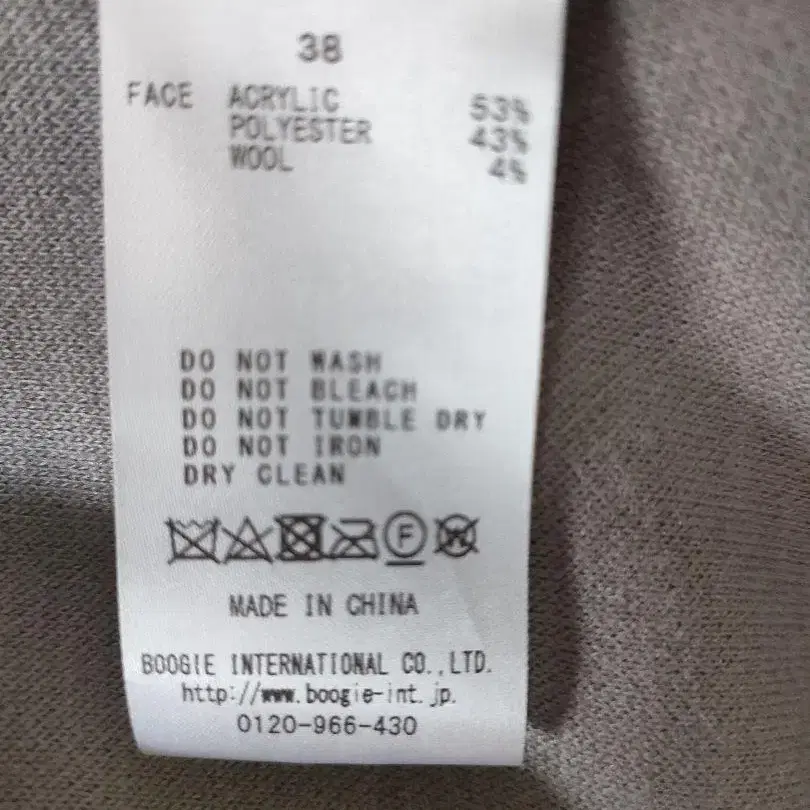 38
FACE ACRYLIC 53%
POLYESTER 43%
WOOL 4%
DO NOT WASH
DO NOT BLEACH
DO NOT TUMBLE DRY
DO NOT IRON
DRY CLEAN
F W
MADE IN CHINA
BOOGIE INTERNATIONAL CO.,LTD.
http://www.boogie-int.jp.
0120-966-430